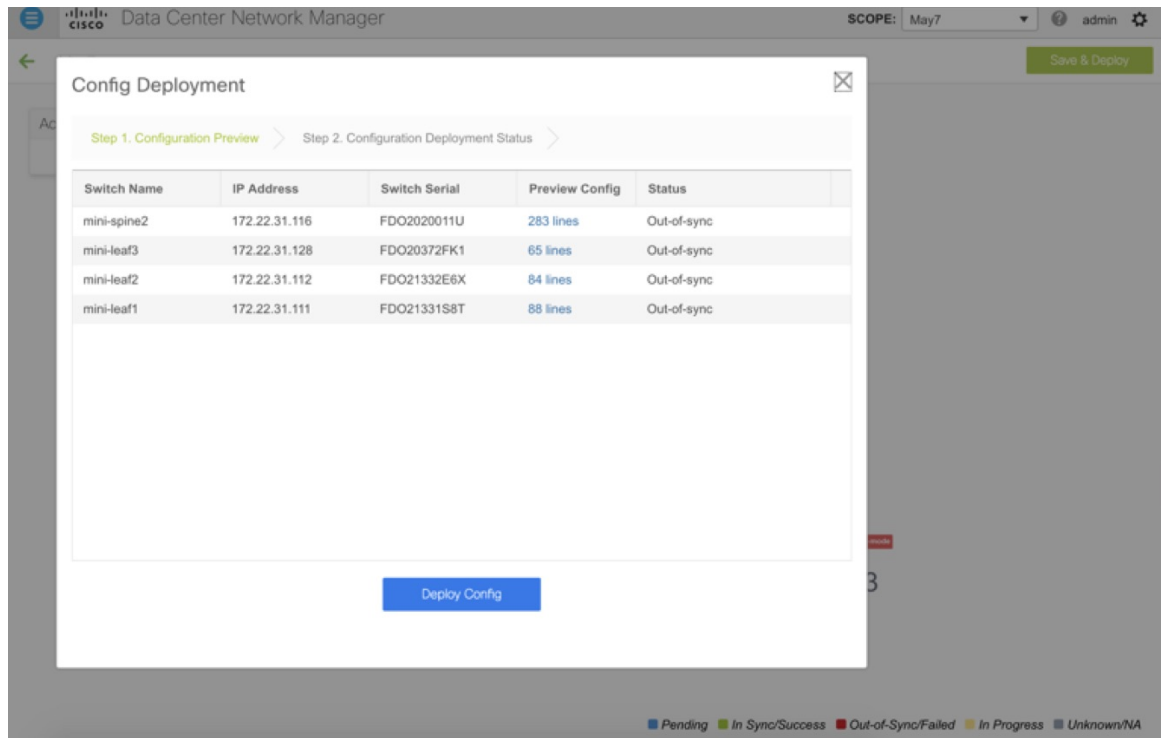 CISCO Data Center Network Manager SCOPE: May7 admin
Save & Deploy
Config Deployment
Ac
Step 1. Configuration Preview Step 2. Configuration Deployment Status
Switch Name IP Address Switch Serial Preview Config Status
mini-spine2 172.22.31.116 FDO2020011U 283 lines Out-of-sync
mini-leaf3 172.22.31.128 FDO20372FK1 65 lines Out-of-sync
mini-leaf2 172.22.31.112 FDO21332E6X 84 lines Out-of-sync
mini-leaf1 172.22.31.111 FDO21331S8T 88 lines Out-of-sync
mode
3
Deploy Config
Pending In Sync/Success Out-of-Sync/Failed In Progress Unknown/NA